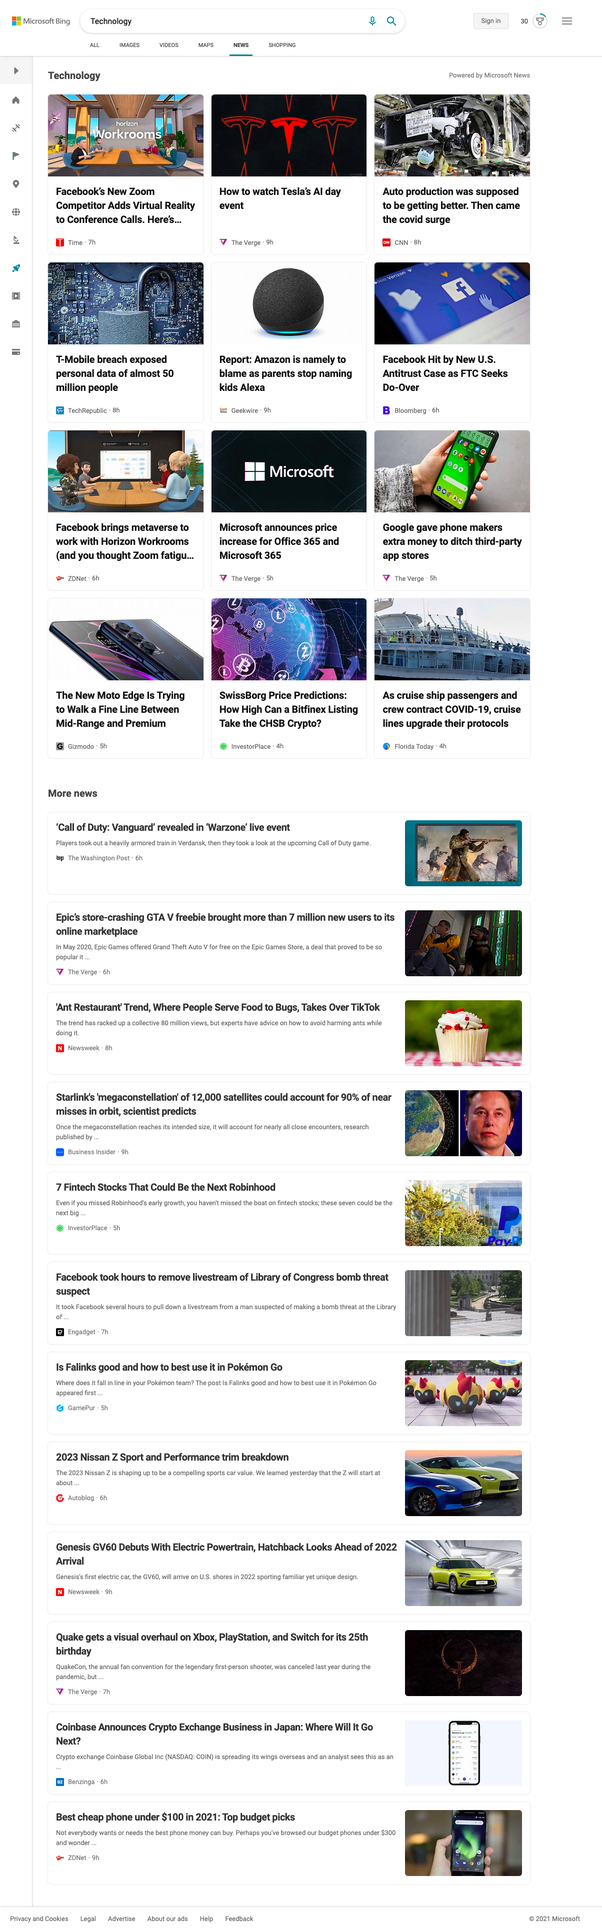 Microsoft Bing
Technology
Sign in
30
ALL IMAGES VIDEOS MAPS NEWS SHOPPING
Technology
Powered by Microsoft News
horizon
Workrooms
Facebook's New Zoom
Competitor Adds Virtual Reality
to Conference Calls. Here's...
Time · 7h
How to watch Tesla's AI day
event
The Verge · 9h
Auto production was supposed
to be getting better. Then came
the covid surge
CNN · 8h
T-Mobile breach exposed
personal data of almost 50
million people
TechRepublic · 8h
Report: Amazon is namely to
blame as parents stop naming
kids Alexa
Geekwire · 9h
Verizon
Facebook Hit by New U.S.
Antitrust Case as FTC Seeks
Do-Over
Bloomberg · 6h
Facebook brings metaverse to
work with Horizon Workrooms
(and you thought Zoom fatigu...
ZDNet · 6h
Microsoft
Microsoft announces price
increase for Office 365 and
Microsoft 365
The Verge · 5h
Google gave phone makers
extra money to ditch third-party
app stores
The Verge · 5h
The New Moto Edge Is Trying
to Walk a Fine Line Between
Mid-Range and Premium
Gizmodo · 5h
SwissBorg Price Predictions:
How High Can a Bitfinex Listing
Take the CHSB Crypto?
InvestorPlace · 4h
As cruise ship passengers and
crew contract COVID-19, cruise
lines upgrade their protocols
Florida Today · 4h
More news
'Call of Duty: Vanguard' revealed in 'Warzone' live event
Players took out a heavily armored train in Verdansk, then they took a look at the upcoming Call of Duty game.
The Washington Post · 6h
Epic's store-crashing GTA V freebie brought more than 7 million new users to its
online marketplace
In May 2020, Epic Games offered Grand Theft Auto V for free on the Epic Games Store, a deal that proved to be so
popular it ...
The Verge · 6h
'Ant Restaurant' Trend, Where People Serve Food to Bugs, Takes Over TikTok
The trend has racked up a collective 80 million views, but experts have advice on how to avoid harming ants while
doing it.
Newsweek · 8h
Starlink's 'megaconstellation' of 12,000 satellites could account for 90% of near
misses in orbit, scientist predicts
Once the megaconstellation reaches its intended size, it will account for nearly all close encounters, research
published by ...
Business Insider · 9h
7 Fintech Stocks That Could Be the Next Robinhood
Even if you missed Robinhood's early growth, you haven't missed the boat on fintech stocks; these seven could be the
next big ...
InvestorPlace · 5h
PayP
Facebook took hours to remove livestream of Library of Congress bomb threat
suspect
It took Facebook several hours to pull down a livestream from a man suspected of making a bomb threat at the Library
of ...
Engadget · 7h
Is Falinks good and how to best use it in Pokémon Go
Where does it fall in line in your Pokémon team? The post Is Falinks good and how to best use it in Pokémon Go
appeared first ...
GamePur · 5h
2023 Nissan Z Sport and Performance trim breakdown
The 2023 Nissan Z is shaping up to be a compelling sports car value. We learned yesterday that the Z will start at
about ...
Autoblog · 6h
Genesis GV60 Debuts With Electric Powertrain, Hatchback Looks Ahead of 2022
Arrival
Genesis's first electric car, the GV60, will arrive on U.S. shores in 2022 sporting familiar yet unique design.
Newsweek · 9h
Quake gets a visual overhaul on Xbox, PlayStation, and Switch for its 25th
birthday
QuakeCon, the annual fan convention for the legendary first-person shooter, was canceled last year during the
pandemic, but ...
The Verge · 7h
Coinbase Announces Crypto Exchange Business in Japan: Where Will It Go
Next?
Crypto exchange Coinbase Global Inc (NASDAQ: COIN) is spreading its wings overseas and an analyst sees this as an
...
Benzinga · 6h
Best cheap phone under $100 in 2021: Top budget picks
Not everybody wants or needs the best phone money can buy. Perhaps you've browsed our budget phones under $300
and wonder ...
ZDNet · 9h
Privacy and Cookies Legal Advertise About our ads Help Feedback
© 2021 Microsoft